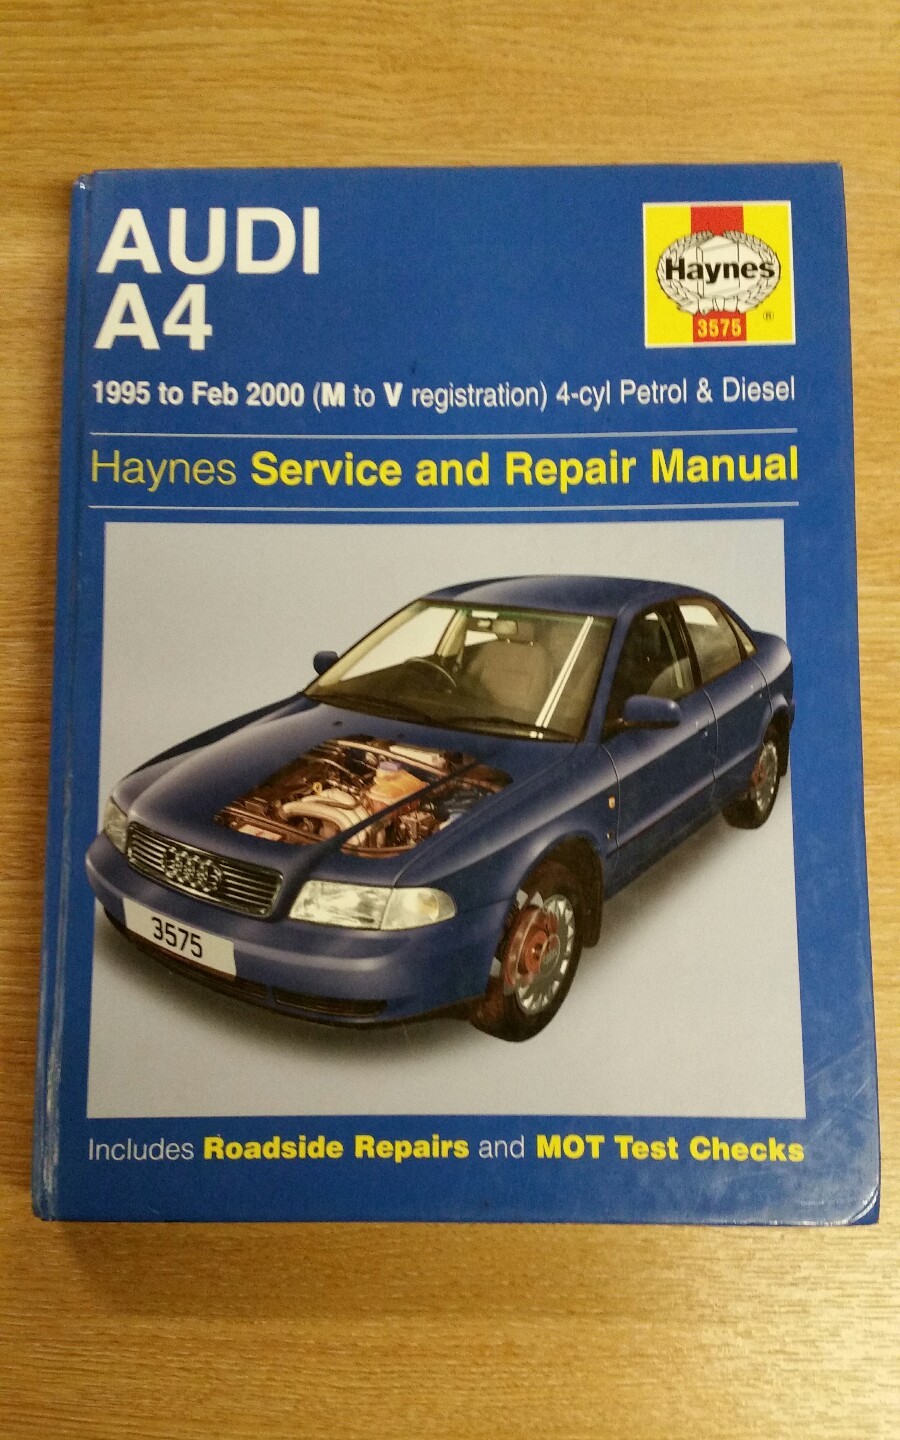 AUDI
A4
Haynes
3575
®
1995 to Feb 2000 (M to V registration) 4-cyl Petrol & Diesel
Haynes Service and Repair Manual
3575
Includes Roadside Repairs and MOT Test Checks